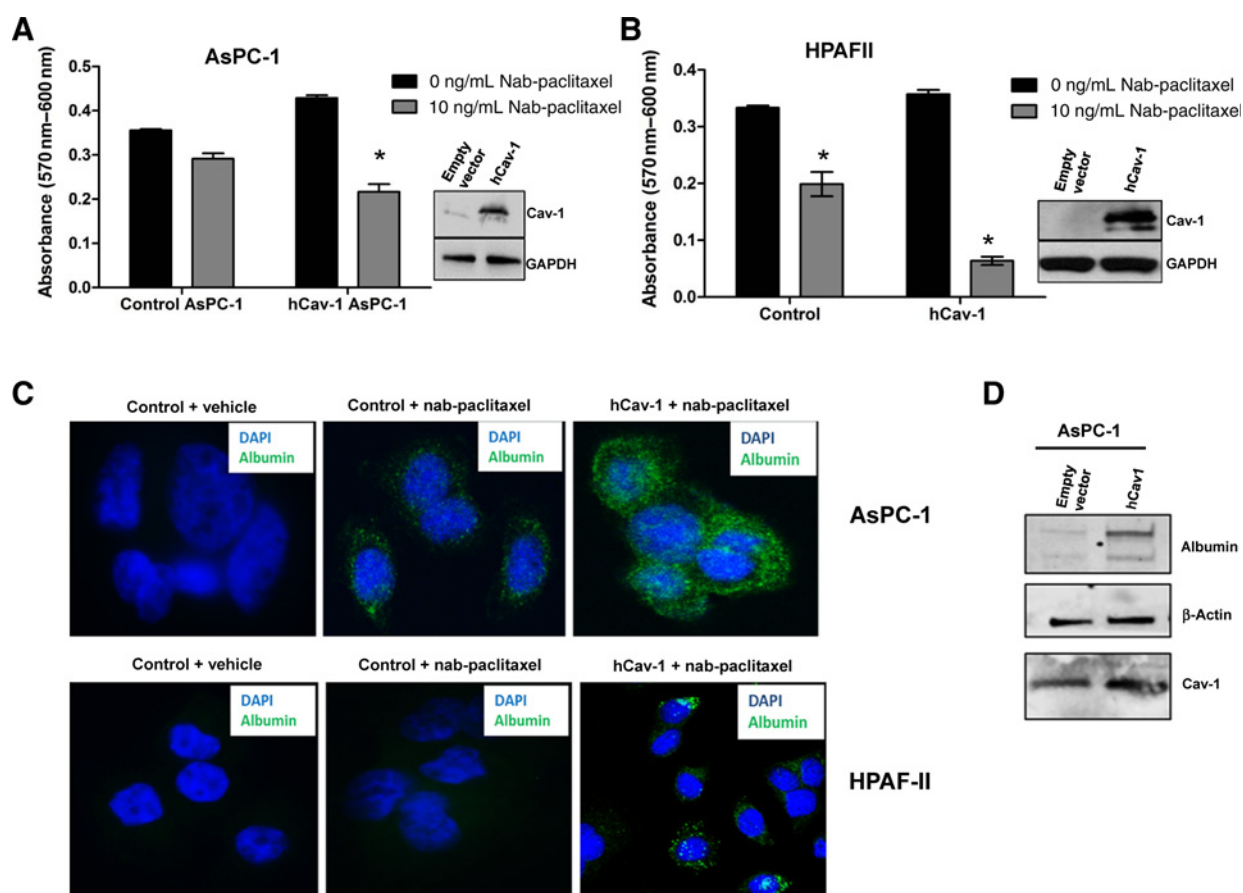 A
AsPC-1
0 ng/mL Nab-paclitaxel
10 ng/mL Nab-paclitaxel
Absorbance (570 nm–600 nm)
0.5
0.4
0.3
0.2
0.1
0.0
*
Control AsPC-1
hCav-1 AsPC-1
Empty vector
hCav-1
Cav-1
GAPDH
B
HPAFII
0 ng/mL Nab-paclitaxel
10 ng/mL Nab-paclitaxel
Absorbance (570 nm–600 nm)
0.4
0.3
0.2
0.1
0.0
*
*
Control
hCav-1
Empty vector
hCav-1
Cav-1
GAPDH
C
Control + vehicle
DAPI
Albumin
Control + nab-paclitaxel
DAPI
Albumin
hCav-1 + nab-paclitaxel
DAPI
Albumin
AsPC-1
Control + vehicle
DAPI
Albumin
Control + nab-paclitaxel
DAPI
Albumin
hCav-1 + nab-paclitaxel
DAPI
Albumin
HPAF-II
D
AsPC-1
Empty vector
hCav1
Albumin
β-Actin
Cav-1